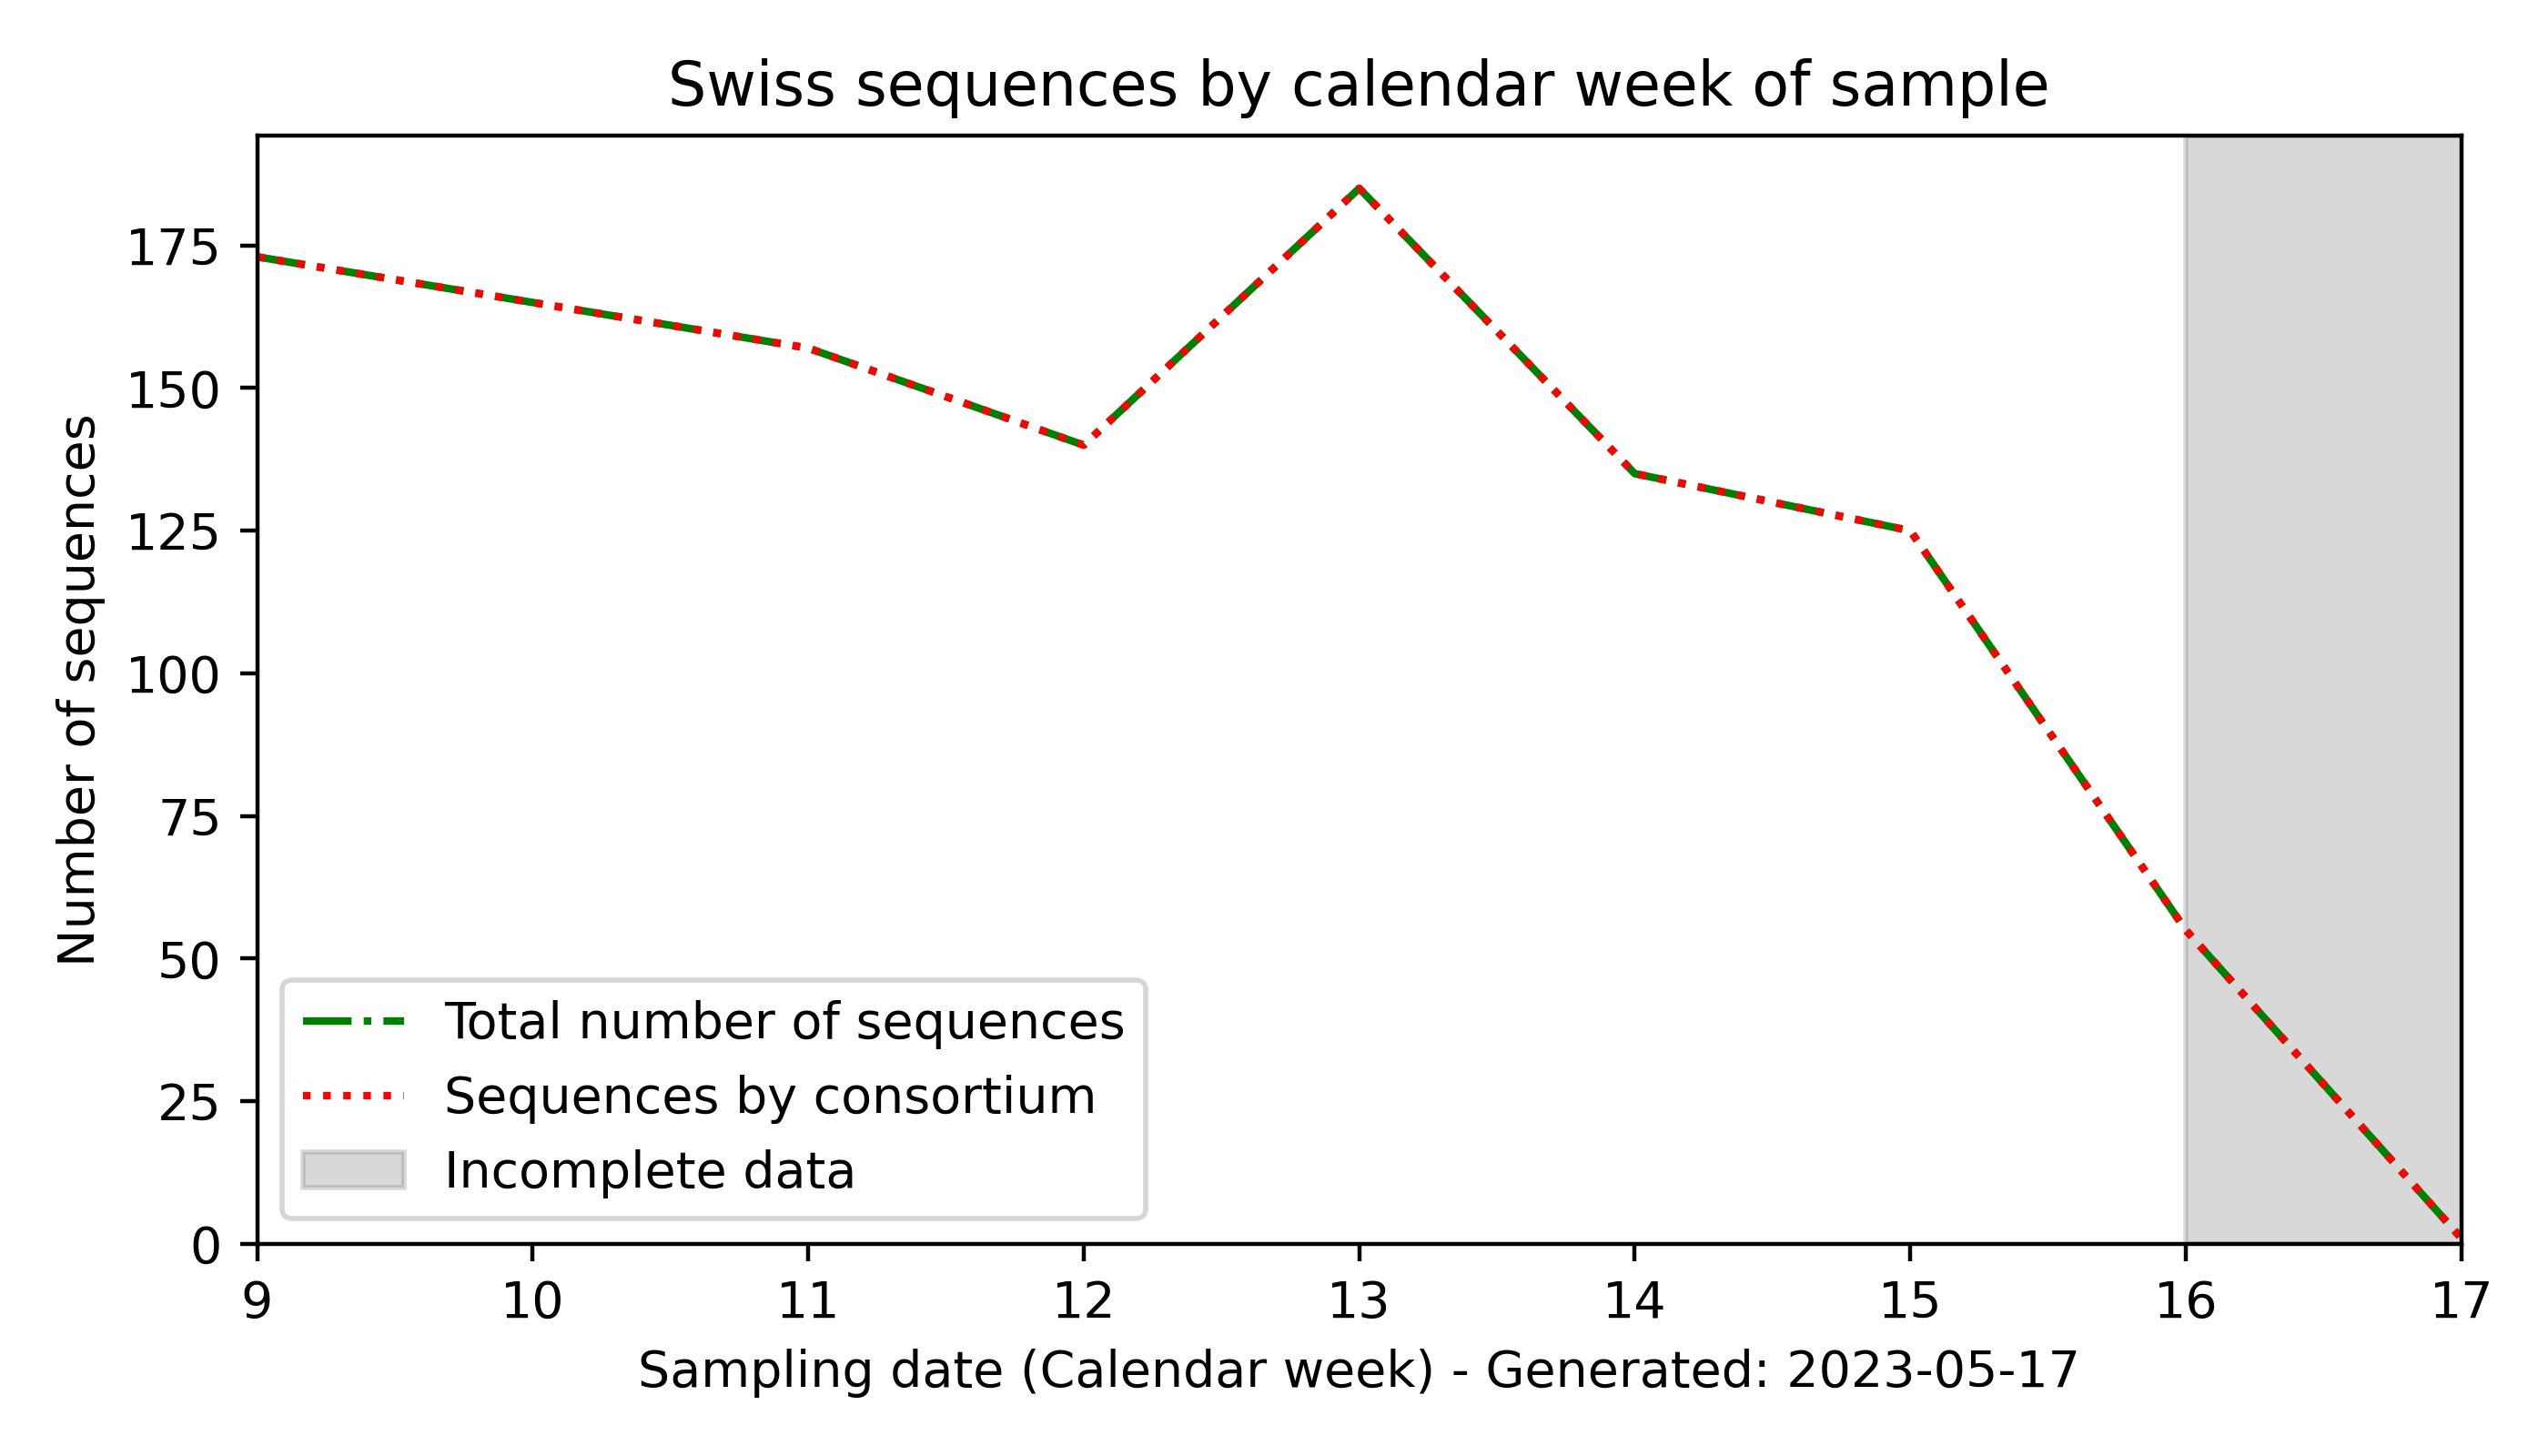 Swiss sequences by calendar week of sample
Number of sequences
175
150
125
100
75
50
25
0
Total number of sequences
Sequences by consortium
Incomplete data
9 10 11 12 13 14 15 16 17
Sampling date (Calendar week) - Generated: 2023-05-17